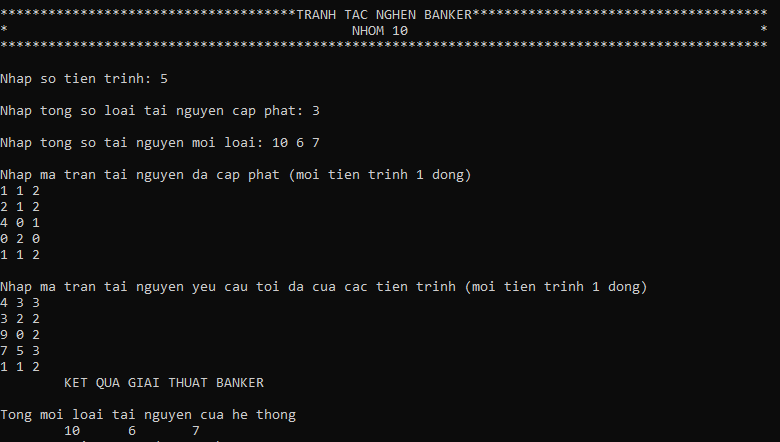 *************************************TRANH TAC NGHEN BANKER*************************************
* NHOM 10 *
************************************************************************************************
Nhap so tien trinh: 5
Nhap tong so loai tai nguyen cap phat: 3
Nhap tong so tai nguyen moi loai: 10 6 7
Nhap ma tran tai nguyen da cap phat (moi tien trinh 1 dong)
1 1 2
2 1 2
4 0 1
0 2 0
1 1 2
Nhap ma tran tai nguyen yeu cau toi da cua cac tien trinh (moi tien trinh 1 dong)
4 3 3
3 2 2
9 0 2
7 5 3
1 1 2
KET QUA GIAI THUAT BANKER
Tong moi loai tai nguyen cua he thong
10 6 7